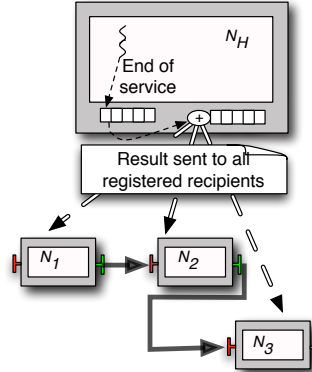 N_H
End of
service
+
Result sent to all
registered recipients
N_1
N_2
N_3